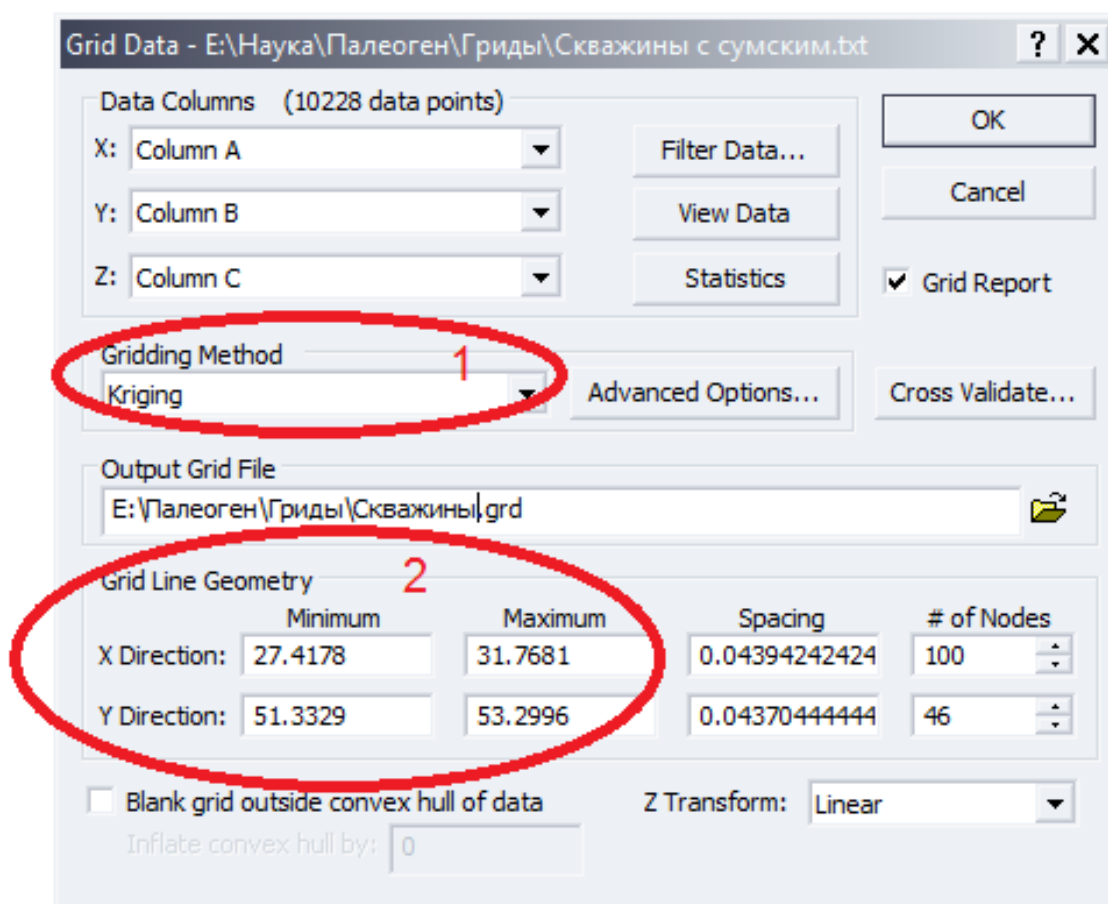 Grid Data - E:\Наука\Палеоген\Гриды\Скважины с сумским.txt ? ×
Data Columns (10228 data points)
OK
X: Column A Filter Data...
Cancel
Y: Column B View Data
Z: Column C Statistics
Grid Report
Gridding Method 1
Kriging Advanced Options... Cross Validate...
Output Grid File
E:\Палеоген\Гриды\Скважины.grd
Grid Line Geometry 2
Minimum Maximum Spacing # of Nodes
X Direction: 27.4178 31.7681 0.04394242424 100
Y Direction: 51.3329 53.2996 0.04370444444 46
Blank grid outside convex hull of data Z Transform: Linear
Inflate convex hull by: 0